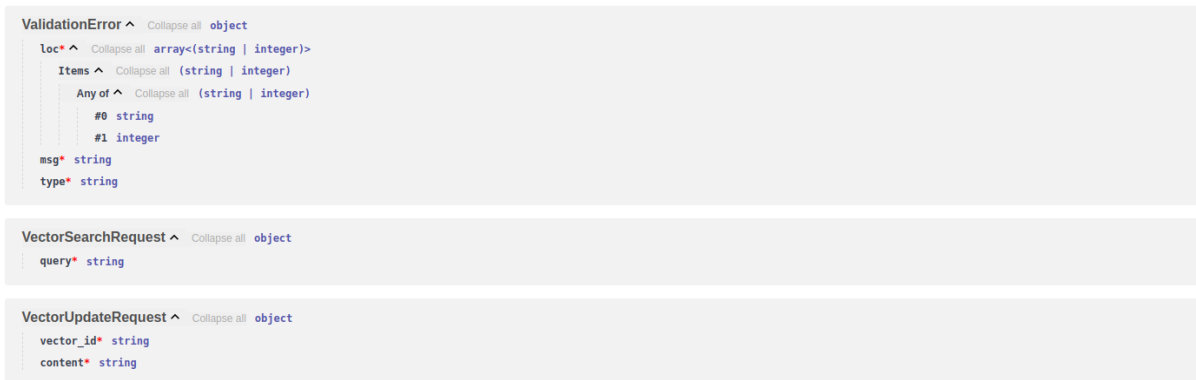 ValidationError Collapse all object
loc* Collapse all array<(string | integer)>
Items Collapse all (string | integer)
Any of Collapse all (string | integer)
#0 string
#1 integer
msg* string
type* string
VectorSearchRequest Collapse all object
query* string
VectorUpdateRequest Collapse all object
vector_id* string
content* string